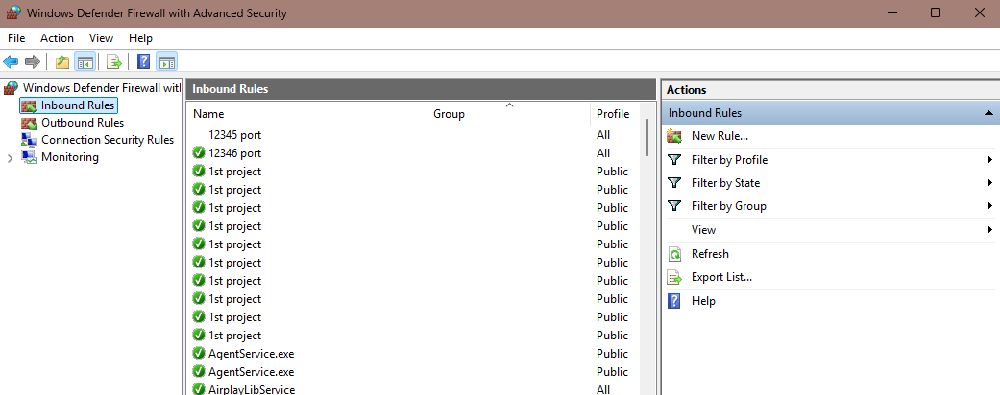 Windows Defender Firewall with Advanced Security
File Action View Help
Windows Defender Firewall with
Inbound Rules
Outbound Rules
Connection Security Rules
Monitoring
Inbound Rules
Name Group Profile
12345 port All
12346 port All
1st project Public
1st project Public
1st project Public
1st project Public
1st project Public
1st project Public
1st project Public
1st project Public
1st project Public
1st project Public
AgentService.exe Public
AgentService.exe Public
AirplayLibService All
Actions
Inbound Rules
New Rule...
Filter by Profile
Filter by State
Filter by Group
View
Refresh
Export List...
Help